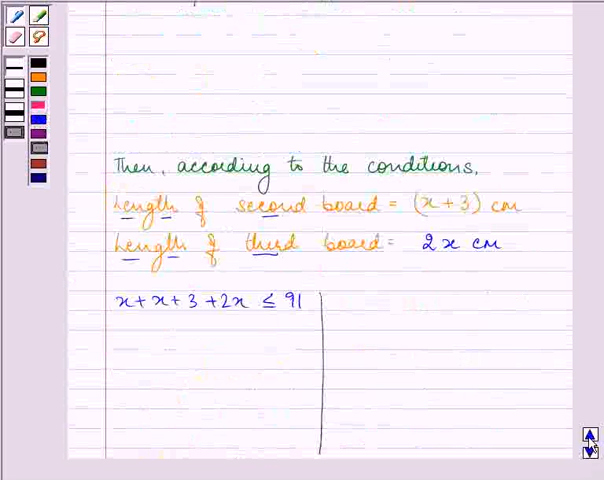 Then, according to the conditions,
Length of second board = (x+3) cm
Length of third board = 2x cm
x + x + 3 + 2x ≤ 91